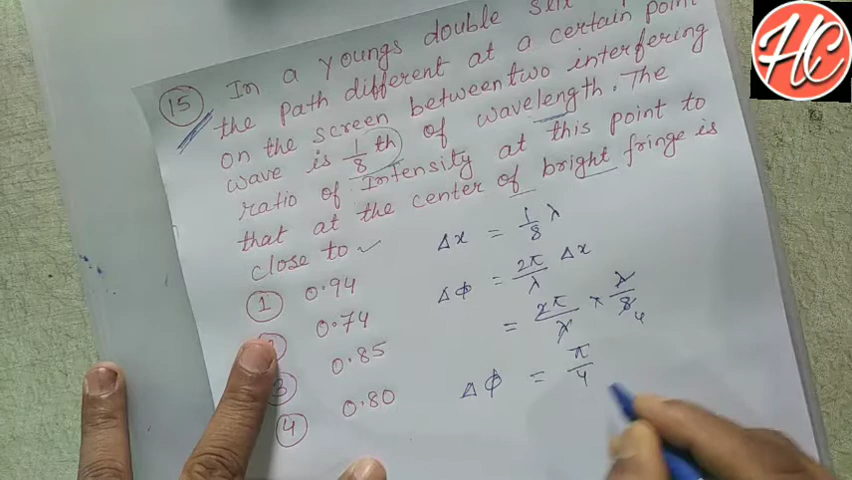 15 In a youngs double slit
the path different at a certain point
on the screen between two interfering
wave is 1/8 th of wavelength. The
ratio of Intensity at this point to
that at the center of bright fringe is
close to
1 0.94
0.74
3 0.85
4 0.80
Δx = 1/8 λ
Δϕ = 2π/λ Δx
= 2π/λ × λ/8 4
Δϕ = π/4
HC